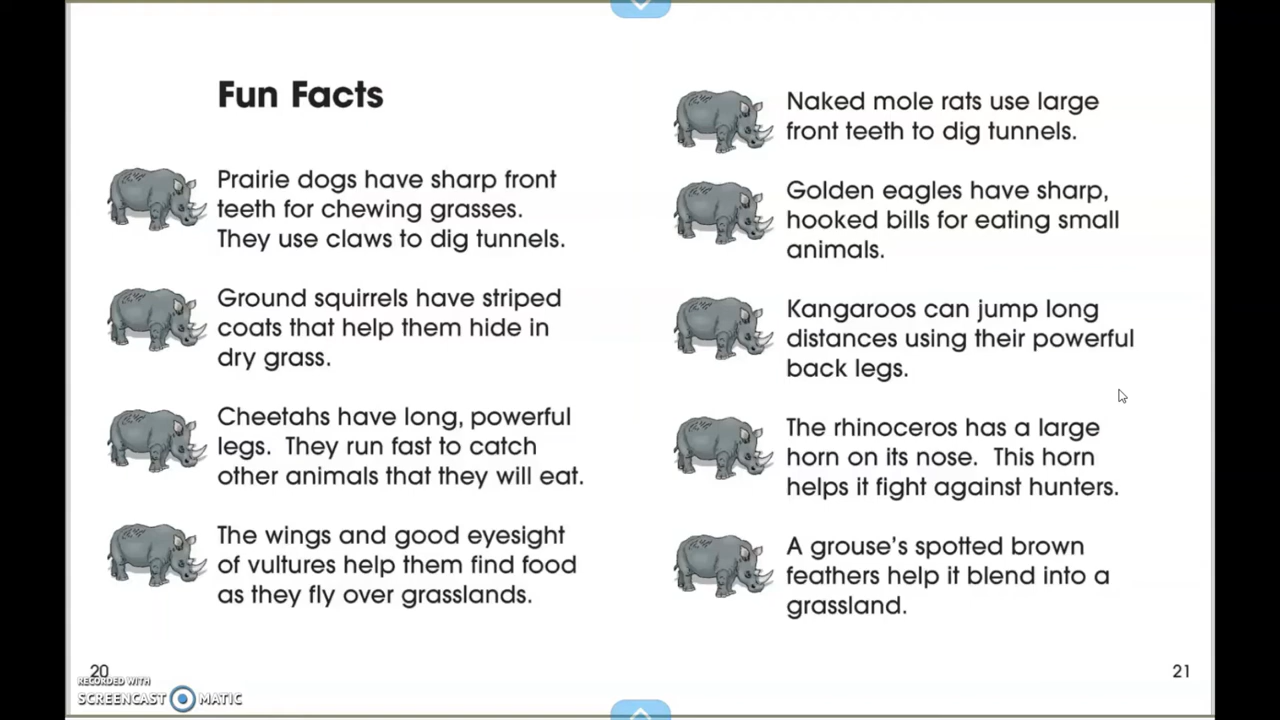 Fun Facts
Prairie dogs have sharp front
teeth for chewing grasses.
They use claws to dig tunnels.
Ground squirrels have striped
coats that help them hide in
dry grass.
Cheetahs have long, powerful
legs. They run fast to catch
other animals that they will eat.
The wings and good eyesight
of vultures help them find food
as they fly over grasslands.
20
Naked mole rats use large
front teeth to dig tunnels.
Golden eagles have sharp,
hooked bills for eating small
animals.
Kangaroos can jump long
distances using their powerful
back legs.
The rhinoceros has a large
horn on its nose. This horn
helps it fight against hunters.
A grouse's spotted brown
feathers help it blend into a
grassland.
21
RECORDED WITH
SCREENCAST MATIC